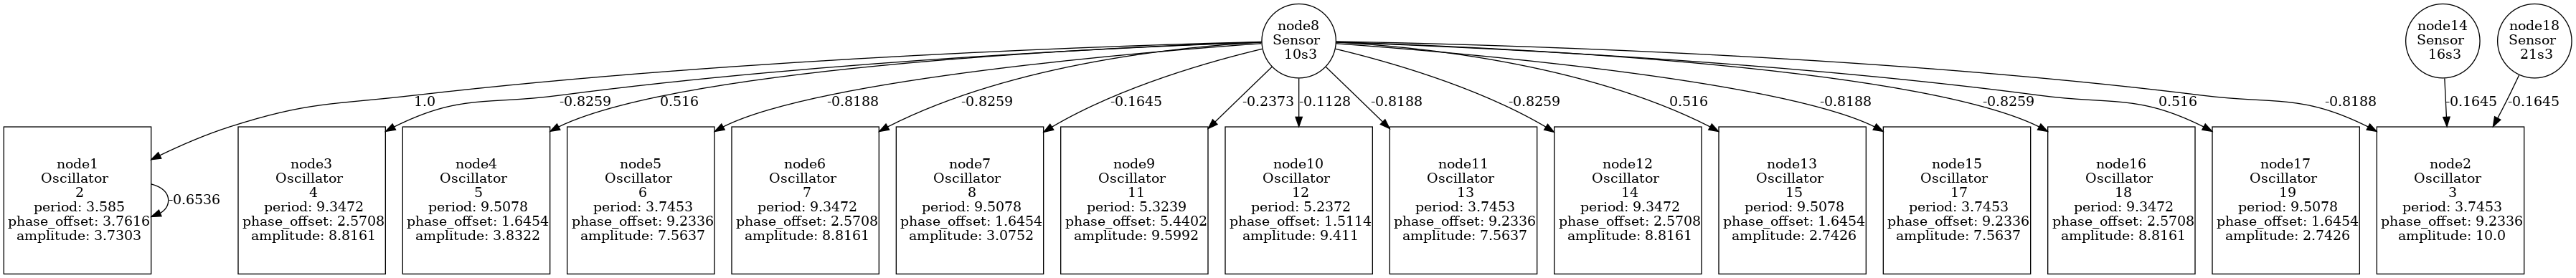 node8
Sensor
10s3
node14
Sensor
16s3
node18
Sensor
21s3
1.0
-0.8259
0.516
-0.8188
-0.8259
-0.1645
-0.2373
-0.1128
-0.8188
-0.8259
0.516
-0.8188
-0.8259
0.516
-0.8188
-0.1645
-0.1645
node1
Oscillator
2
period: 3.585
phase_offset: 3.7616
amplitude: 3.7303
-0.6536
node3
Oscillator
4
period: 9.3472
phase_offset: 2.5708
amplitude: 8.8161
node4
Oscillator
5
period: 9.5078
phase_offset: 1.6454
amplitude: 3.8322
node5
Oscillator
6
period: 3.7453
phase_offset: 9.2336
amplitude: 7.5637
node6
Oscillator
7
period: 9.3472
phase_offset: 2.5708
amplitude: 8.8161
node7
Oscillator
8
period: 9.5078
phase_offset: 1.6454
amplitude: 3.0752
node9
Oscillator
11
period: 5.3239
phase_offset: 5.4402
amplitude: 9.5992
node10
Oscillator
12
period: 5.2372
phase_offset: 1.5114
amplitude: 9.411
node11
Oscillator
13
period: 3.7453
phase_offset: 9.2336
amplitude: 7.5637
node12
Oscillator
14
period: 9.3472
phase_offset: 2.5708
amplitude: 8.8161
node13
Oscillator
15
period: 9.5078
phase_offset: 1.6454
amplitude: 2.7426
node15
Oscillator
17
period: 3.7453
phase_offset: 9.2336
amplitude: 7.5637
node16
Oscillator
18
period: 9.3472
phase_offset: 2.5708
amplitude: 8.8161
node17
Oscillator
19
period: 9.5078
phase_offset: 1.6454
amplitude: 2.7426
node2
Oscillator
3
period: 3.7453
phase_offset: 9.2336
amplitude: 10.0